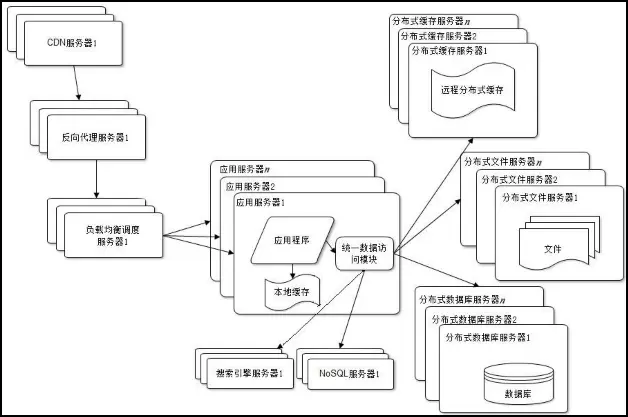 CDN服务器1
反向代理服务器1
负载均衡调度
服务器1
应用服务器n
应用服务器2
应用服务器1
应用程序
本地缓存
统一数据访
问模块
分布式缓存服务器n
分布式缓存服务器2
分布式缓存服务器1
远程分布式缓存
分布式文件服务器n
分布式文件服务器2
分布式文件服务器1
文件
分布式数据库服务器n
分布式数据库服务器2
分布式数据库服务器1
数据库
搜索引擎服务器1
NoSQL服务器1